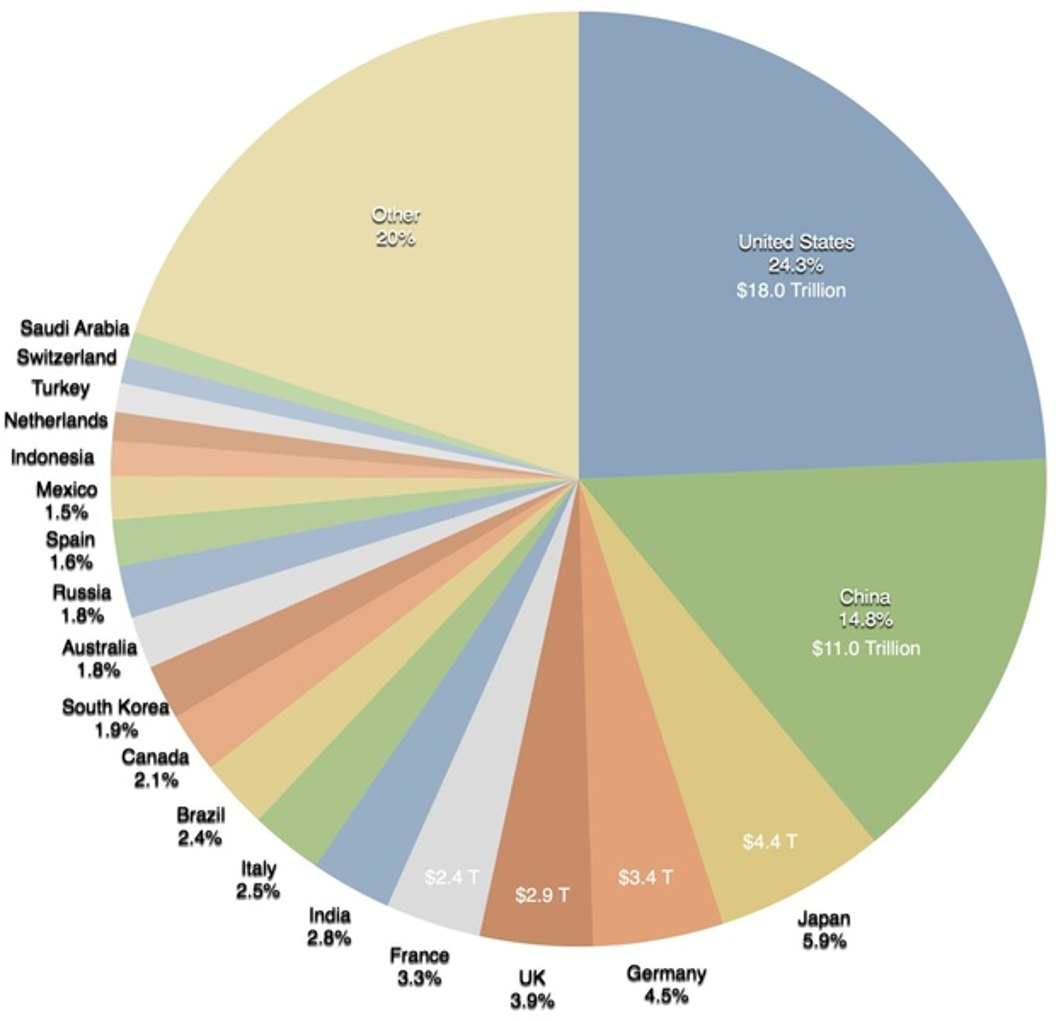 Other
20%
United States
24.3%
$18.0 Trillion
China
14.8%
$11.0 Trillion
$4.4 T
Japan
5.9%
$3.4 T
Germany
4.5%
$2.9 T
UK
3.9%
$2.4 T
France
3.3%
India
2.8%
Italy
2.5%
Brazil
2.4%
Canada
2.1%
South Korea
1.9%
Australia
1.8%
Russia
1.8%
Spain
1.6%
Mexico
1.5%
Indonesia
Netherlands
Turkey
Switzerland
Saudi Arabia